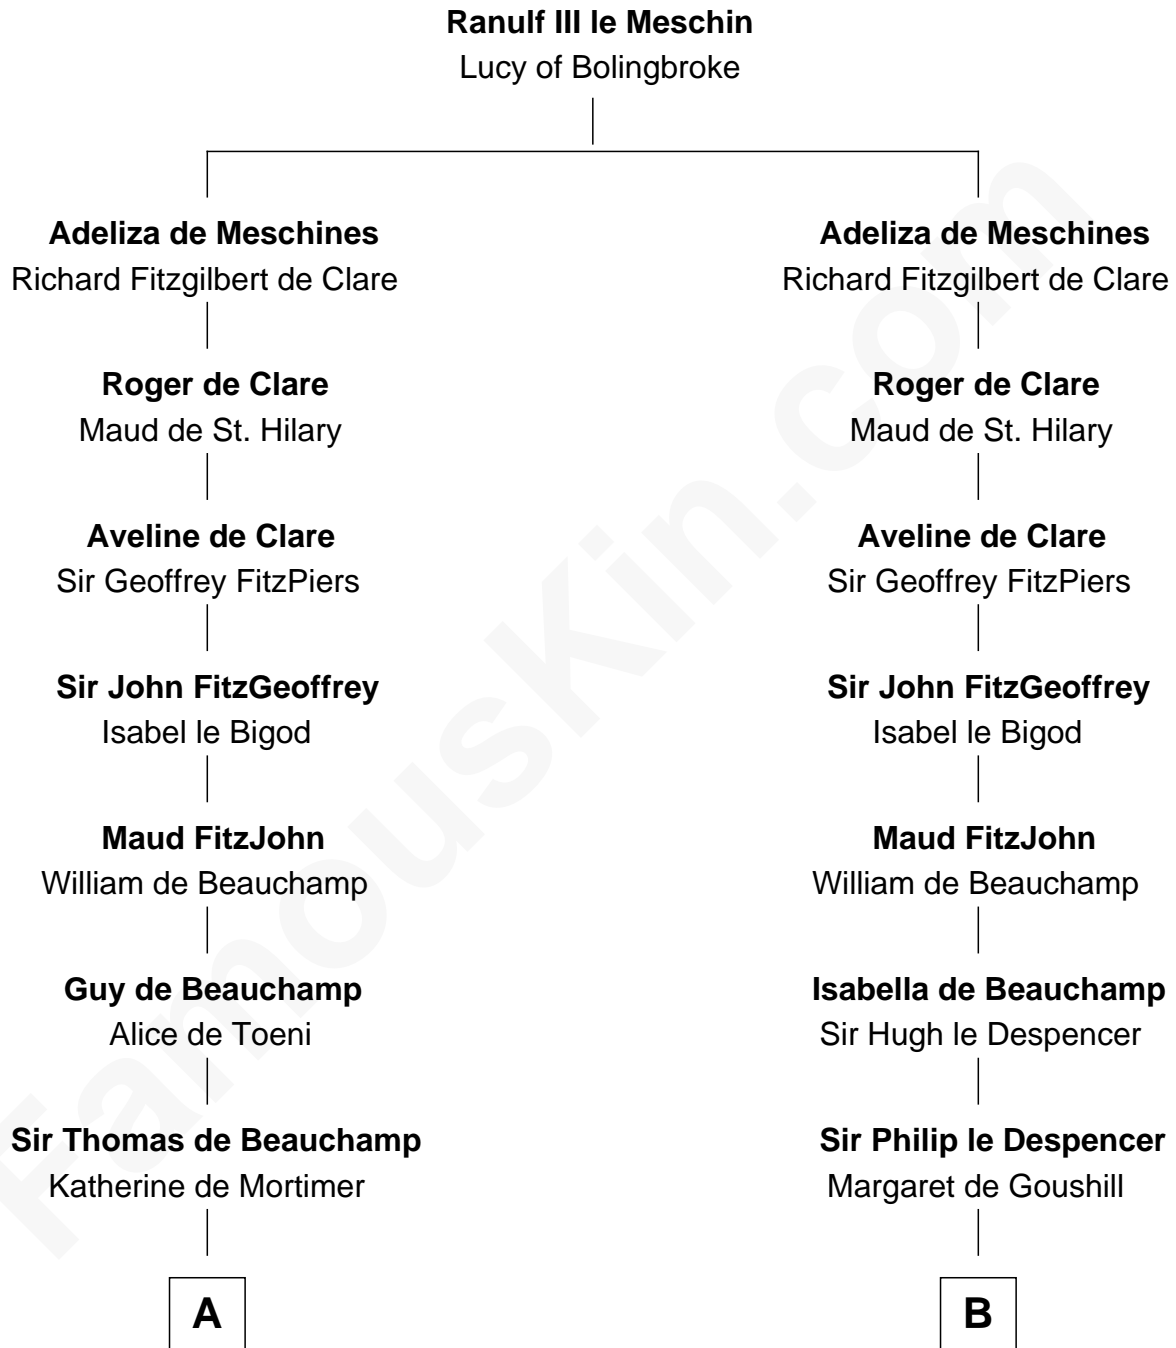 Ranulf III le Meschin
Lucy of Bolingbroke
Adeliza de Meschines
Richard Fitzgilbert de Clare
Adeliza de Meschines
Richard Fitzgilbert de Clare
Roger de Clare
Maud de St. Hilary
Roger de Clare
Maud de St. Hilary
Aveline de Clare
Sir Geoffrey FitzPiers
Aveline de Clare
Sir Geoffrey FitzPiers
Sir John FitzGeoffrey
Isabel le Bigod
Sir John FitzGeoffrey
Isabel le Bigod
Maud FitzJohn
William de Beauchamp
Maud FitzJohn
William de Beauchamp
Guy de Beauchamp
Alice de Toeni
Isabella de Beauchamp
Sir Hugh le Despencer
Sir Thomas de Beauchamp
Katherine de Mortimer
Sir Philip le Despencer
Margaret de Goushill
A
B
FamousKin.com